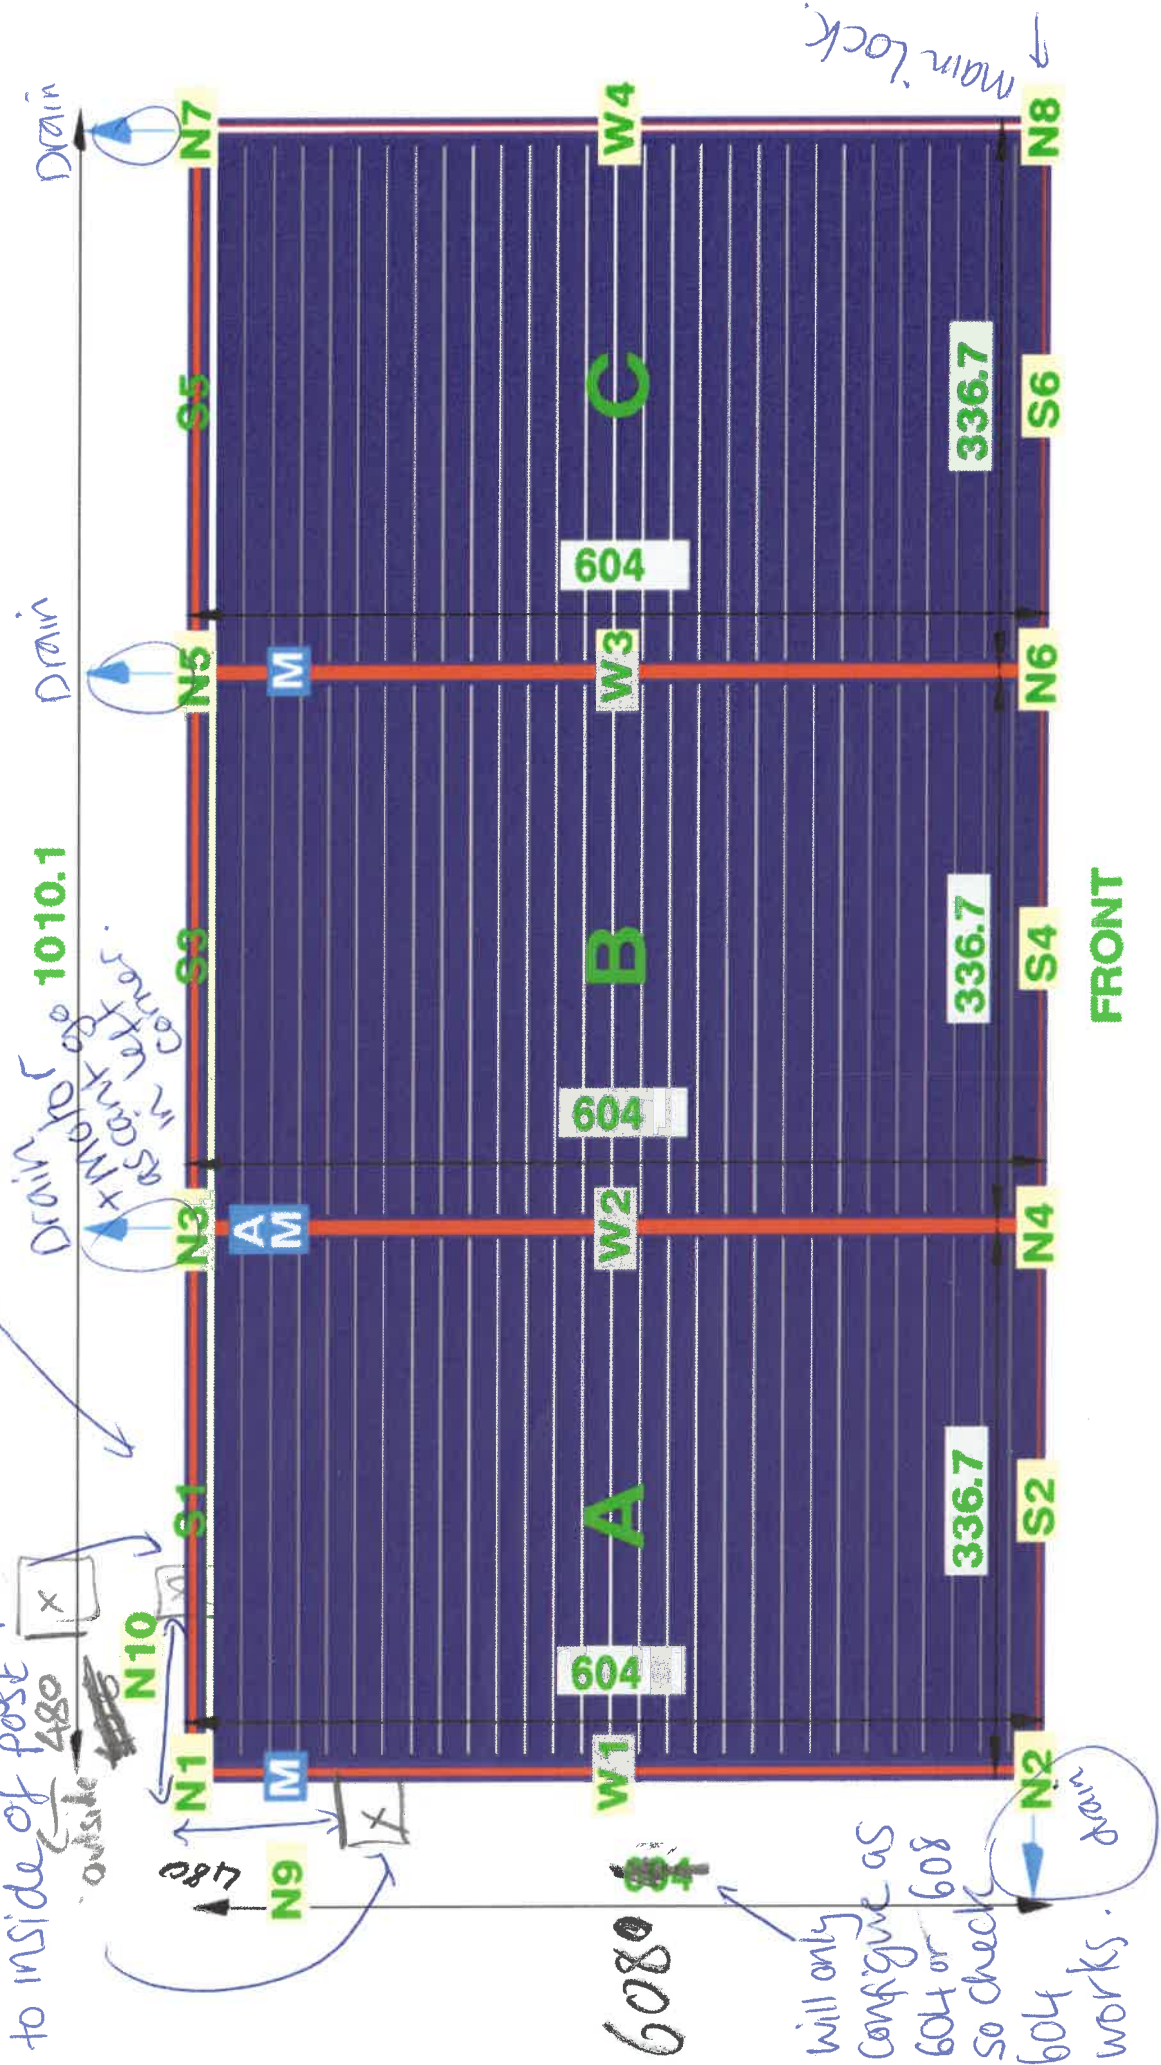 to inside of post
480
outside
N10
X
X
Drain
+ Motor
as cant go
in left
corner.
1010.1
Drain
Drain
N1
S1
N3
S3
N5
S5
N7
M
A
M
M
480
N9
X
W1
604
A
W2
604
B
W3
604
C
W4
6080
will only
configure as
604 or 608
so check
604
works.
336.7
336.7
336.7
N2
S2
N4
S4
N6
S6
N8
drain
FRONT
main lock.